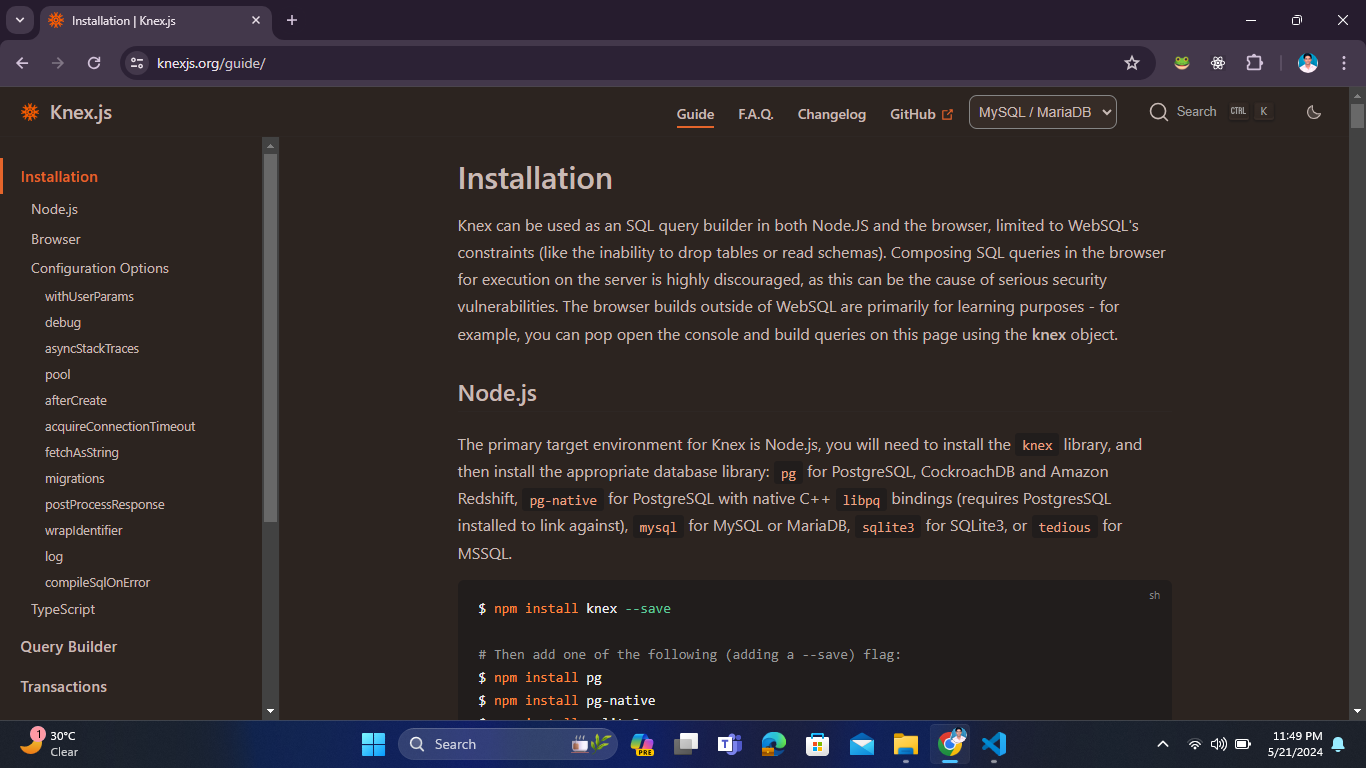 Installation | Knex.js
knexjs.org/guide/
Knex.js
Guide
F.A.Q.
Changelog
GitHub
MySQL / MariaDB
Search
CTRL K
Installation
Node.js
Browser
Configuration Options
withUserParams
debug
asyncStackTraces
pool
afterCreate
acquireConnectionTimeout
fetchAsString
migrations
postProcessResponse
wrapIdentifier
log
compileSqlOnError
TypeScript
Query Builder
Transactions
Installation
Knex can be used as an SQL query builder in both Node.JS and the browser, limited to WebSQL's
constraints (like the inability to drop tables or read schemas). Composing SQL queries in the browser
for execution on the server is highly discouraged, as this can be the cause of serious security
vulnerabilities. The browser builds outside of WebSQL are primarily for learning purposes - for
example, you can pop open the console and build queries on this page using the knex object.
Node.js
The primary target environment for Knex is Node.js, you will need to install the knex library, and
then install the appropriate database library: pg for PostgreSQL, CockroachDB and Amazon
Redshift, pg-native for PostgreSQL with native C++ libpq bindings (requires PostgresSQL
installed to link against), mysql for MySQL or MariaDB, sqlite3 for SQLite3, or tedious for
MSSQL.
sh
$ npm install knex --save
# Then add one of the following (adding a --save) flag:
$ npm install pg
$ npm install pg-native
1
30°C
Clear
Search
PRE
11:49 PM
5/21/2024